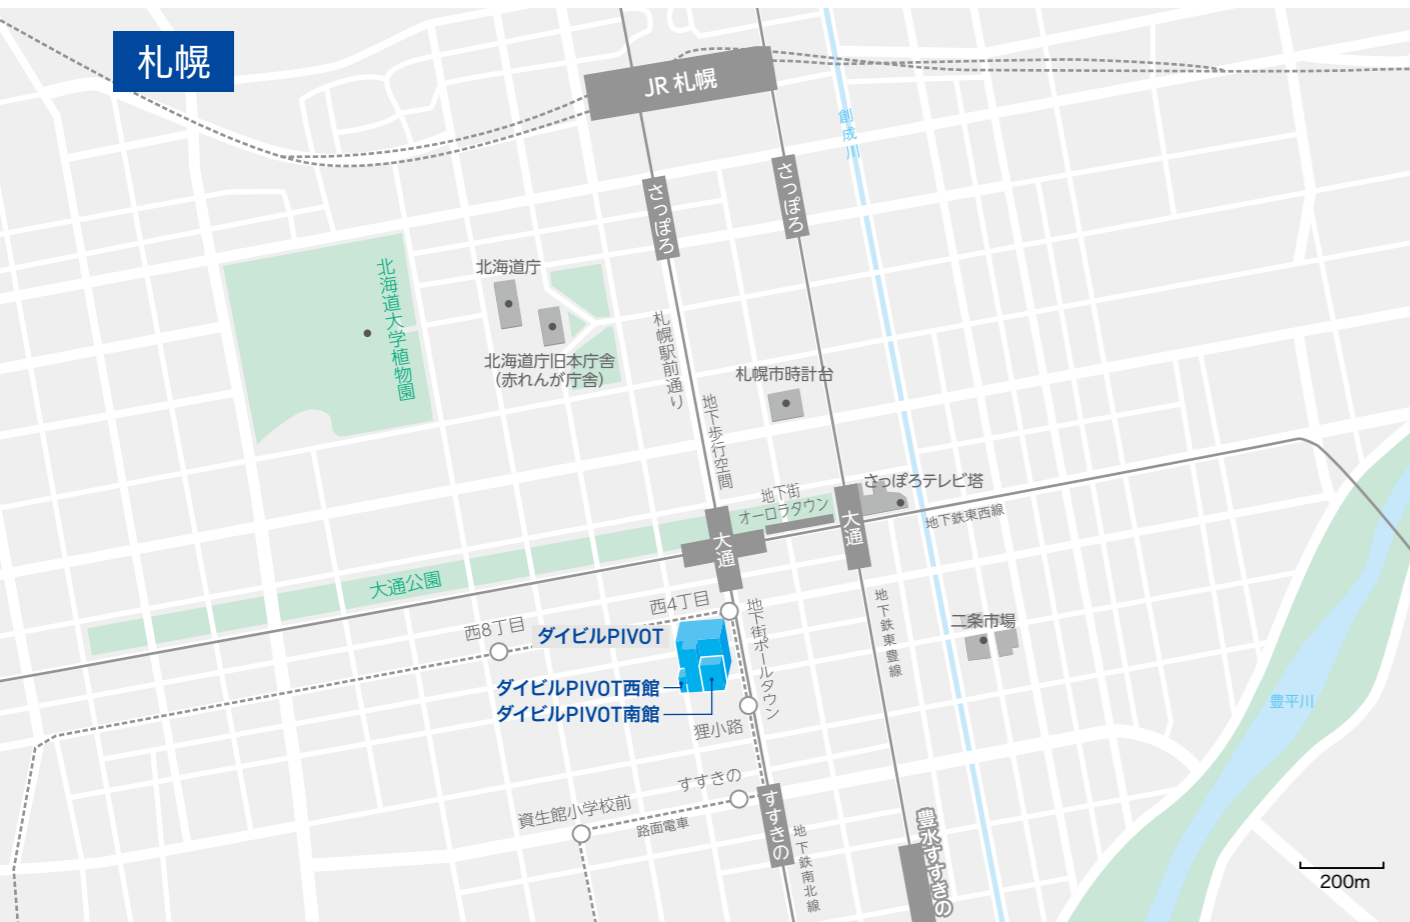 札幌
JR 札幌
創成川
さっぽろ
さっぽろ
北海道大学植物園
北海道庁
北海道庁旧本庁舎
（赤れんが庁舎）
札幌駅前通り
地下歩行空間
札幌市時計台
地下街
オーロラタウン
さっぽろテレビ塔
大通
大通
地下鉄東西線
大通公園
西4丁目
西8丁目
ダイビルPIVOT
ダイビルPIVOT西館
ダイビルPIVOT南館
地下街ポールタウン
地下鉄東豊線
二条市場
豊平川
狸小路
すすきの
すすきの
資生館小学校前
路面電車
地下鉄南北線
豊水すすきの
200m